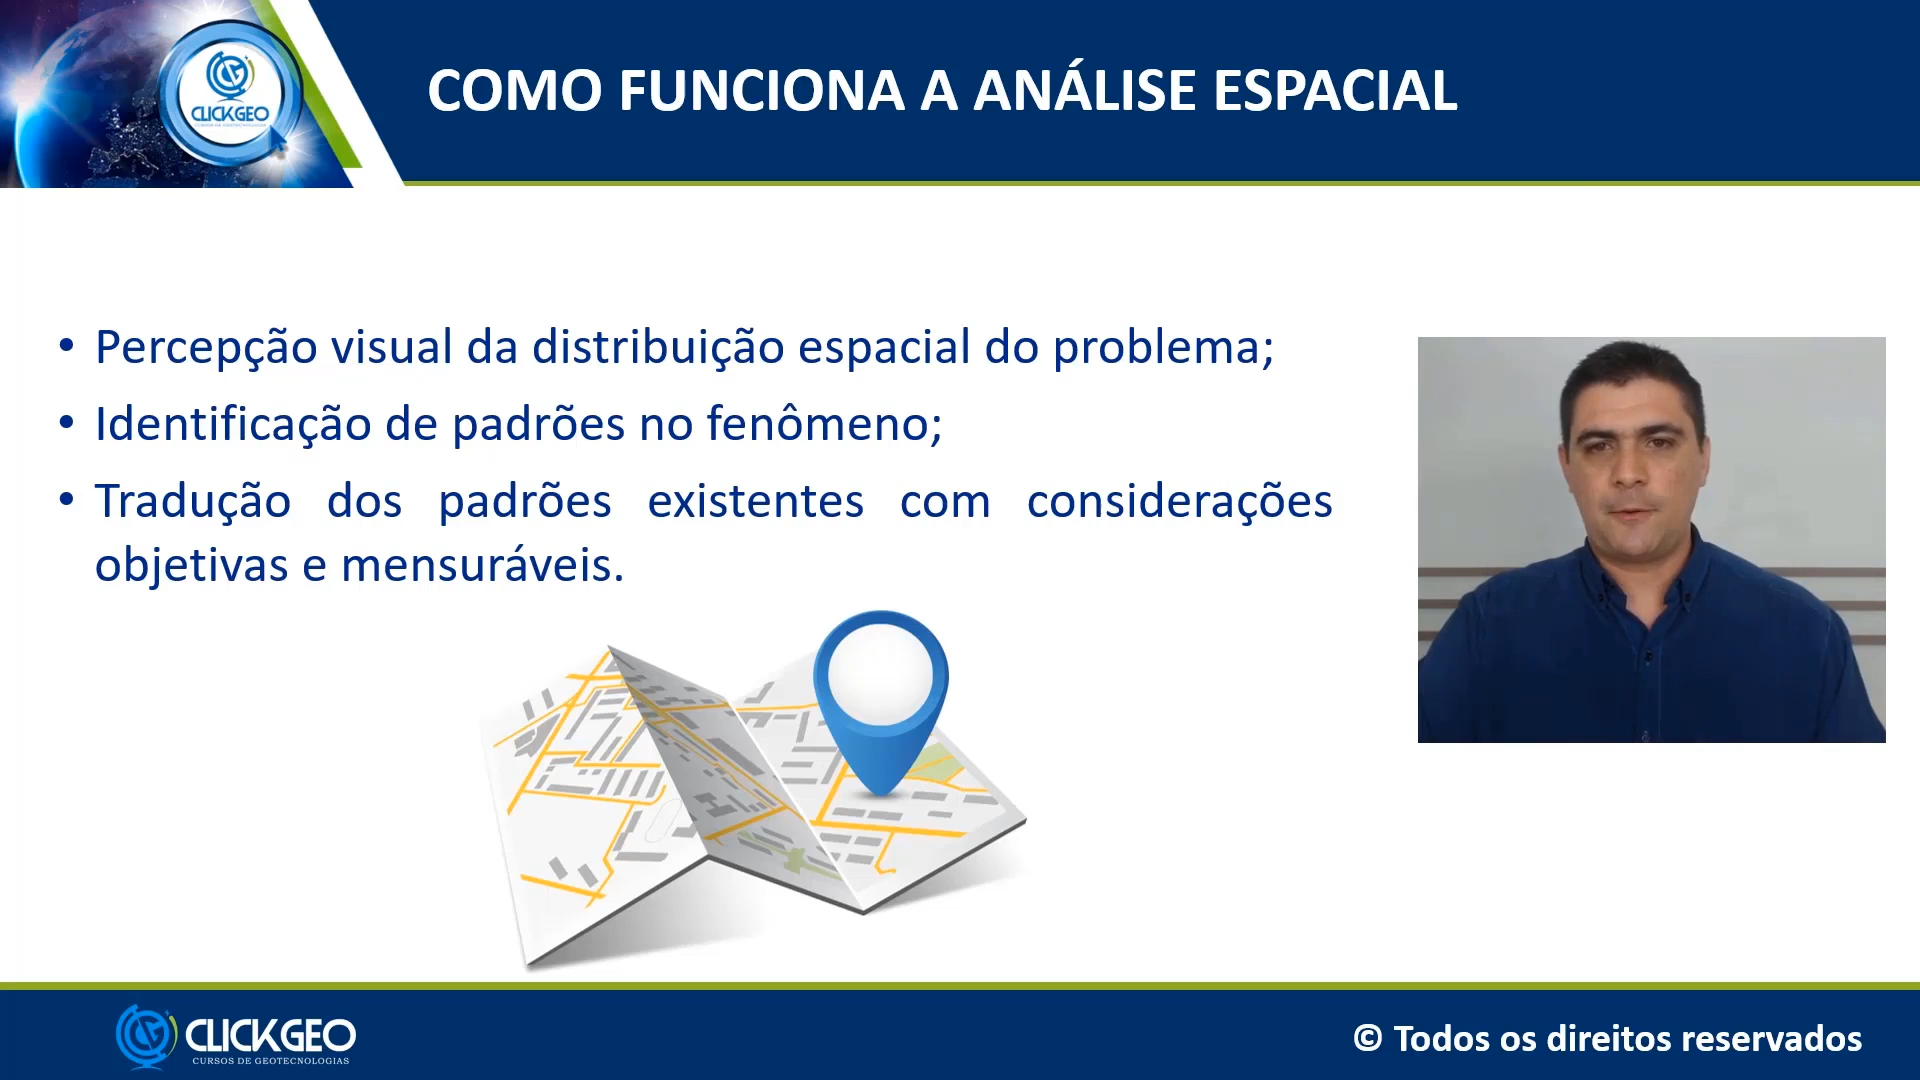 CLICKGEO
COMO FUNCIONA A ANÁLISE ESPACIAL
• Percepção visual da distribuição espacial do problema;
• Identificação de padrões no fenômeno;
• Tradução dos padrões existentes com considerações
objetivas e mensuráveis.
CLICKGEO
CURSOS DE GEOTECNOLOGIAS
© Todos os direitos reservados